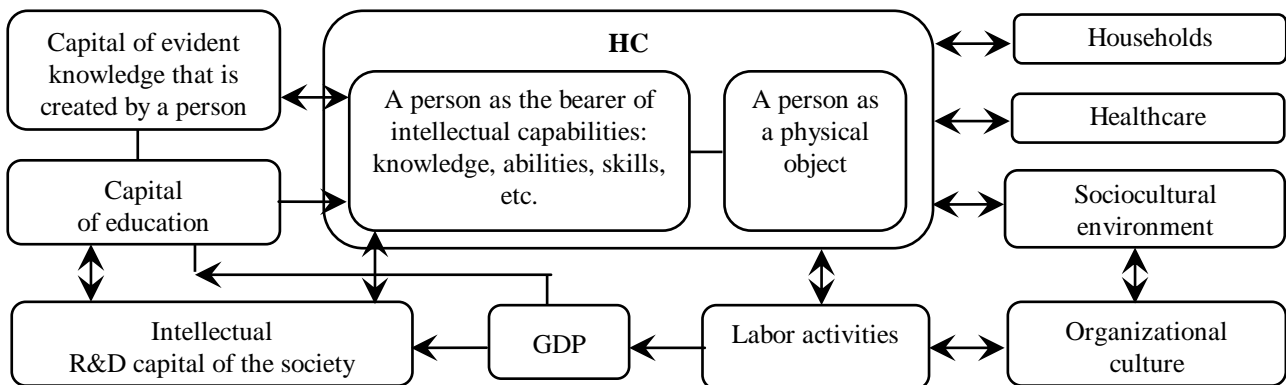 Capital of evident
knowledge that is
created by a person
HC
A person as the bearer of
intellectual capabilities:
knowledge, abilities, skills,
etc.
A person as
a physical
object
Households
Healthcare
Capital
of education
Sociocultural
environment
Intellectual
R&D capital of the society
GDP
Labor activities
Organizational
culture